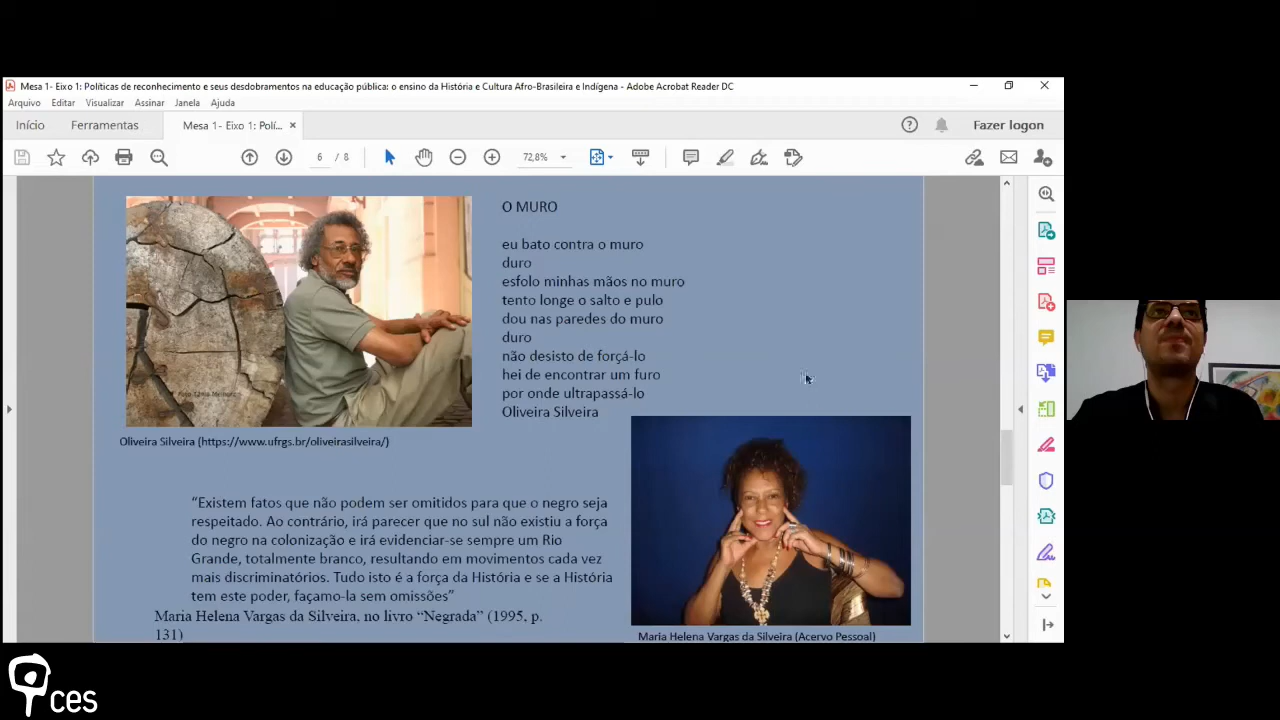 Mesa 1- Eixo 1: Políticas de reconhecimento e seus desdobramentos na educação pública: o ensino da História e Cultura Afro-Brasileira e Indígena - Adobe Acrobat Reader DC
Arquivo Editar Visualizar Assinar Janela Ajuda
Início Ferramentas Mesa 1- Eixo 1: Polí... × Fazer logon
6 / 8 72,8%
O MURO
eu bato contra o muro
duro
esfolo minhas mãos no muro
tento longe o salto e pulo
dou nas paredes do muro
duro
não desisto de forçá-lo
hei de encontrar um furo
por onde ultrapassá-lo
Oliveira Silveira
Oliveira Silveira (https://www.ufrgs.br/oliveirasilveira/)
“Existem fatos que não podem ser omitidos para que o negro seja
respeitado. Ao contrário, irá parecer que no sul não existiu a força
do negro na colonização e irá evidenciar-se sempre um Rio
Grande, totalmente branco, resultando em movimentos cada vez
mais discriminatórios. Tudo isto é a força da História e se a História
tem este poder, façamo-la sem omissões”
Maria Helena Vargas da Silveira, no livro “Negrada” (1995, p.
131)
Maria Helena Vargas da Silveira (Acervo Pessoal)
ces